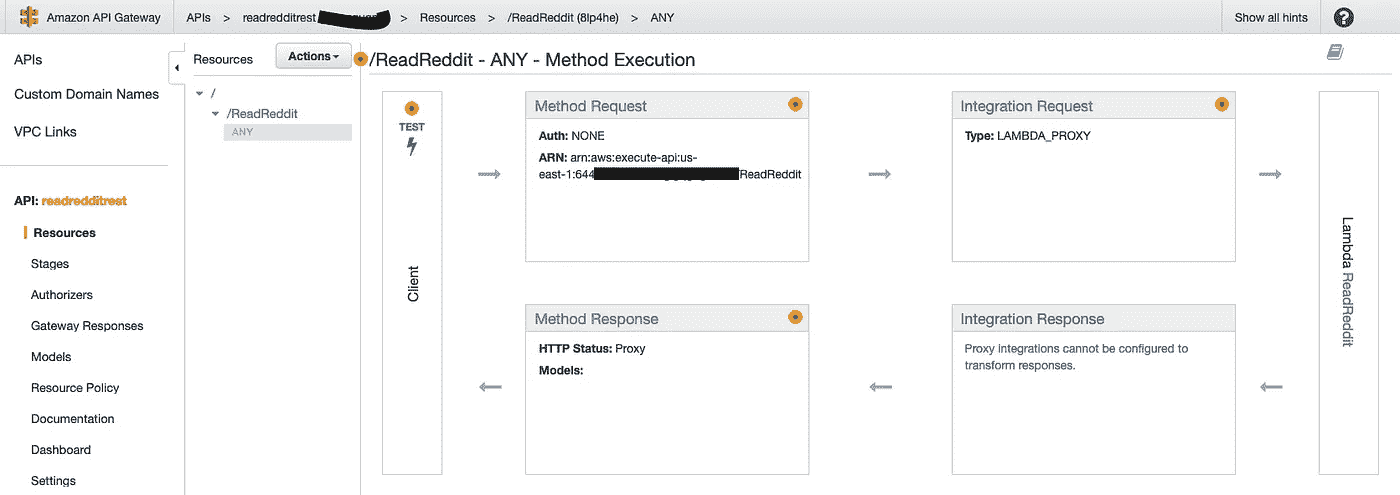 Amazon API Gateway
APIs > readredditrest > Resources > /ReadReddit (8lp4he) > ANY
Show all hints
?
APIs
Custom Domain Names
VPC Links
API: readredditrest
Resources
Stages
Authorizers
Gateway Responses
Models
Resource Policy
Documentation
Dashboard
Settings
Resources
Actions
/
/ReadReddit
ANY
/ReadReddit - ANY - Method Execution
TEST
Client
Method Request
Auth: NONE
ARN: arn:aws:execute-api:us-
east-1:644 /ReadReddit
Integration Request
Type: LAMBDA_PROXY
Lambda ReadReddit
Method Response
HTTP Status: Proxy
Models:
Integration Response
Proxy integrations cannot be configured to
transform responses.